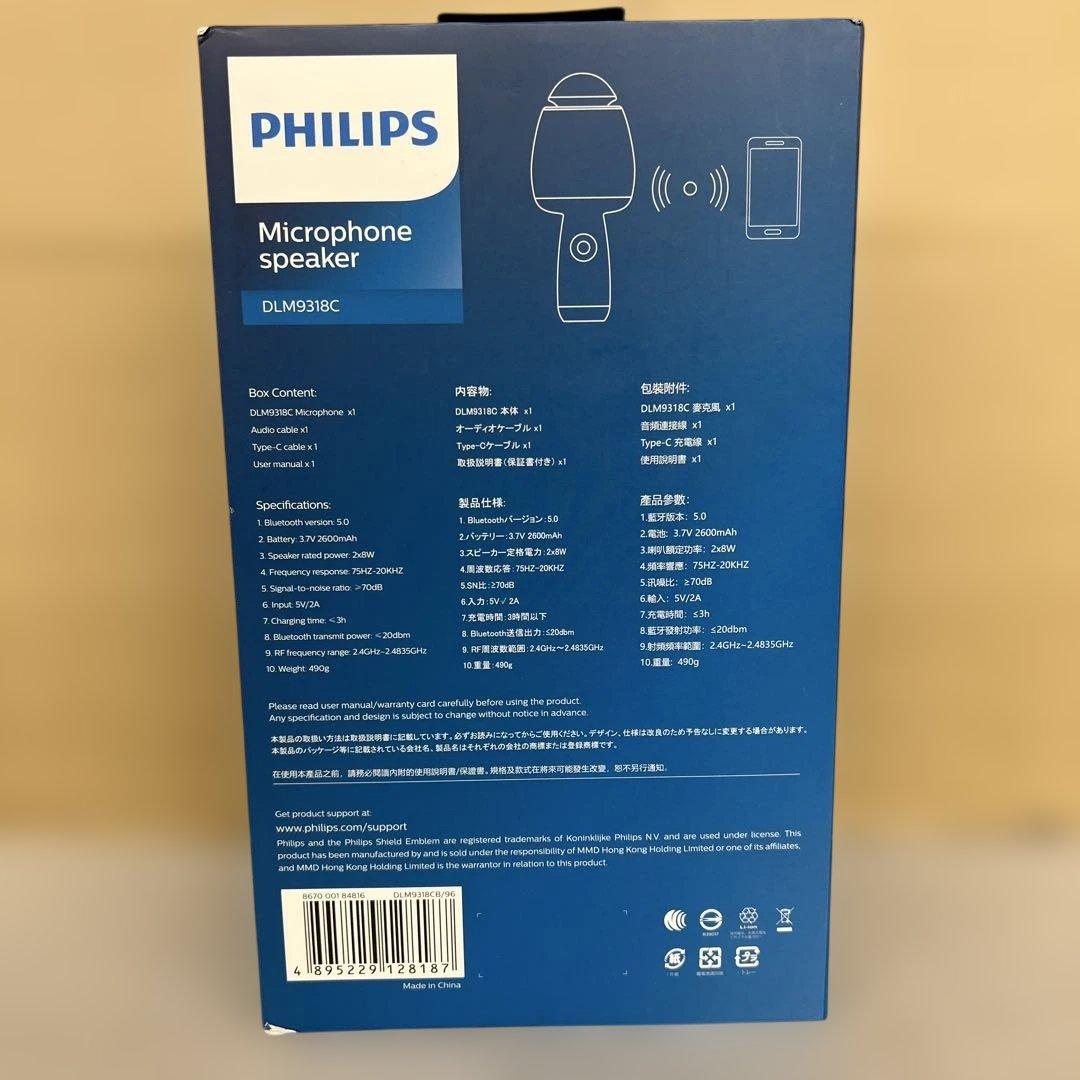 PHILIPS
Microphone
speaker
DLM9318C
Box Content:
DLM9318C Microphone x1
Audio cable x1
Type-C cable x 1
User manual x 1
内容物:
DLM9318C 本体 x1
オーディオケーブル x1
Type-Cケーブル x1
取扱説明書(保証書付き) x1
包裝附件:
DLM9318C 麥克風 x1
音頻連接線 x1
Type-C 充電線 x1
使用說明書 x1
Specifications:
1. Bluetooth version: 5.0
2. Battery: 3.7V 2600mAh
3. Speaker rated power: 2x8W
4. Frequency response: 75HZ-20KHZ
5. Signal-to-noise ratio: ≥70dB
6. Input: 5V/2A
7. Charging time: ≤3h
8. Bluetooth transmit power: ≤20dbm
9. RF frequency range: 2.4GHz~2.4835GHz
10. Weight: 490g
製品仕様:
1. Bluetoothバージョン:5.0
2.バッテリー:3.7V 2600mAh
3.スピーカー定格電力:2x8W
4.周波数応答:75HZ-20KHZ
5.SN比:≥70dB
6.入力:5V√ 2A
7.充電時間:3時間以下
8. Bluetooth送信出力:≤20dbm
9. RF周波数範囲:2.4GHz~2.4835GHz
10.重量:490g
產品參數:
1.藍牙版本: 5.0
2.電池: 3.7V 2600mAh
3.喇叭額定功率: 2x8W
4.頻率響應: 75HZ-20KHZ
5.讯噪比: ≥70dB
6.輸入: 5V/2A
7.充電時間: ≤3h
8.藍牙發射功率: ≤20dbm
9.射頻頻率範圍: 2.4GHz~2.4835GHz
10.重量: 490g
Please read user manual/warranty card carefully before using the product.
Any specification and design is subject to change without notice in advance.
本製品の取扱い方法は取扱説明書に記載しています。必ずお読みになってからご使用ください。デザイン、仕様は改良のため予告なしに変更する場合があります。
本製品のパッケージ等に記載されている会社名、製品名はそれぞれの会社の商標または登録商標です。
在使用本產品之前，請務必閱讀內附的使用說明書/保證書。規格及款式在將來可能發生改變，恕不另行通知。
Get product support at:
www.philips.com/support
Philips and the Philips Shield Emblem are registered trademarks of Koninklijke Philips N.V. and are used under license. This
product has been manufactured by and is sold under the responsibility of MMD Hong Kong Holding Limited or one of its affiliates,
and MMD Hong Kong Holding Limited is the warrantor in relation to this product.
8670 001 84816 DLM9318CB/96
4 895229 128187
Made in China
Li-ion
紙
プラ
トレー